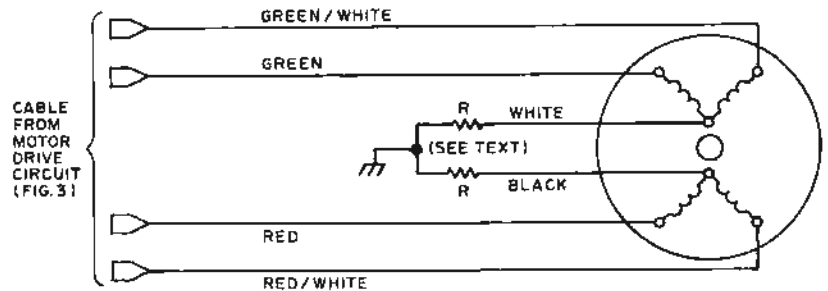 GREEN/WHITE
GREEN
CABLE
FROM
MOTOR
DRIVE
CIRCUIT
(FIG.3)
R
WHITE
(SEE TEXT)
R
BLACK
RED
RED/WHITE